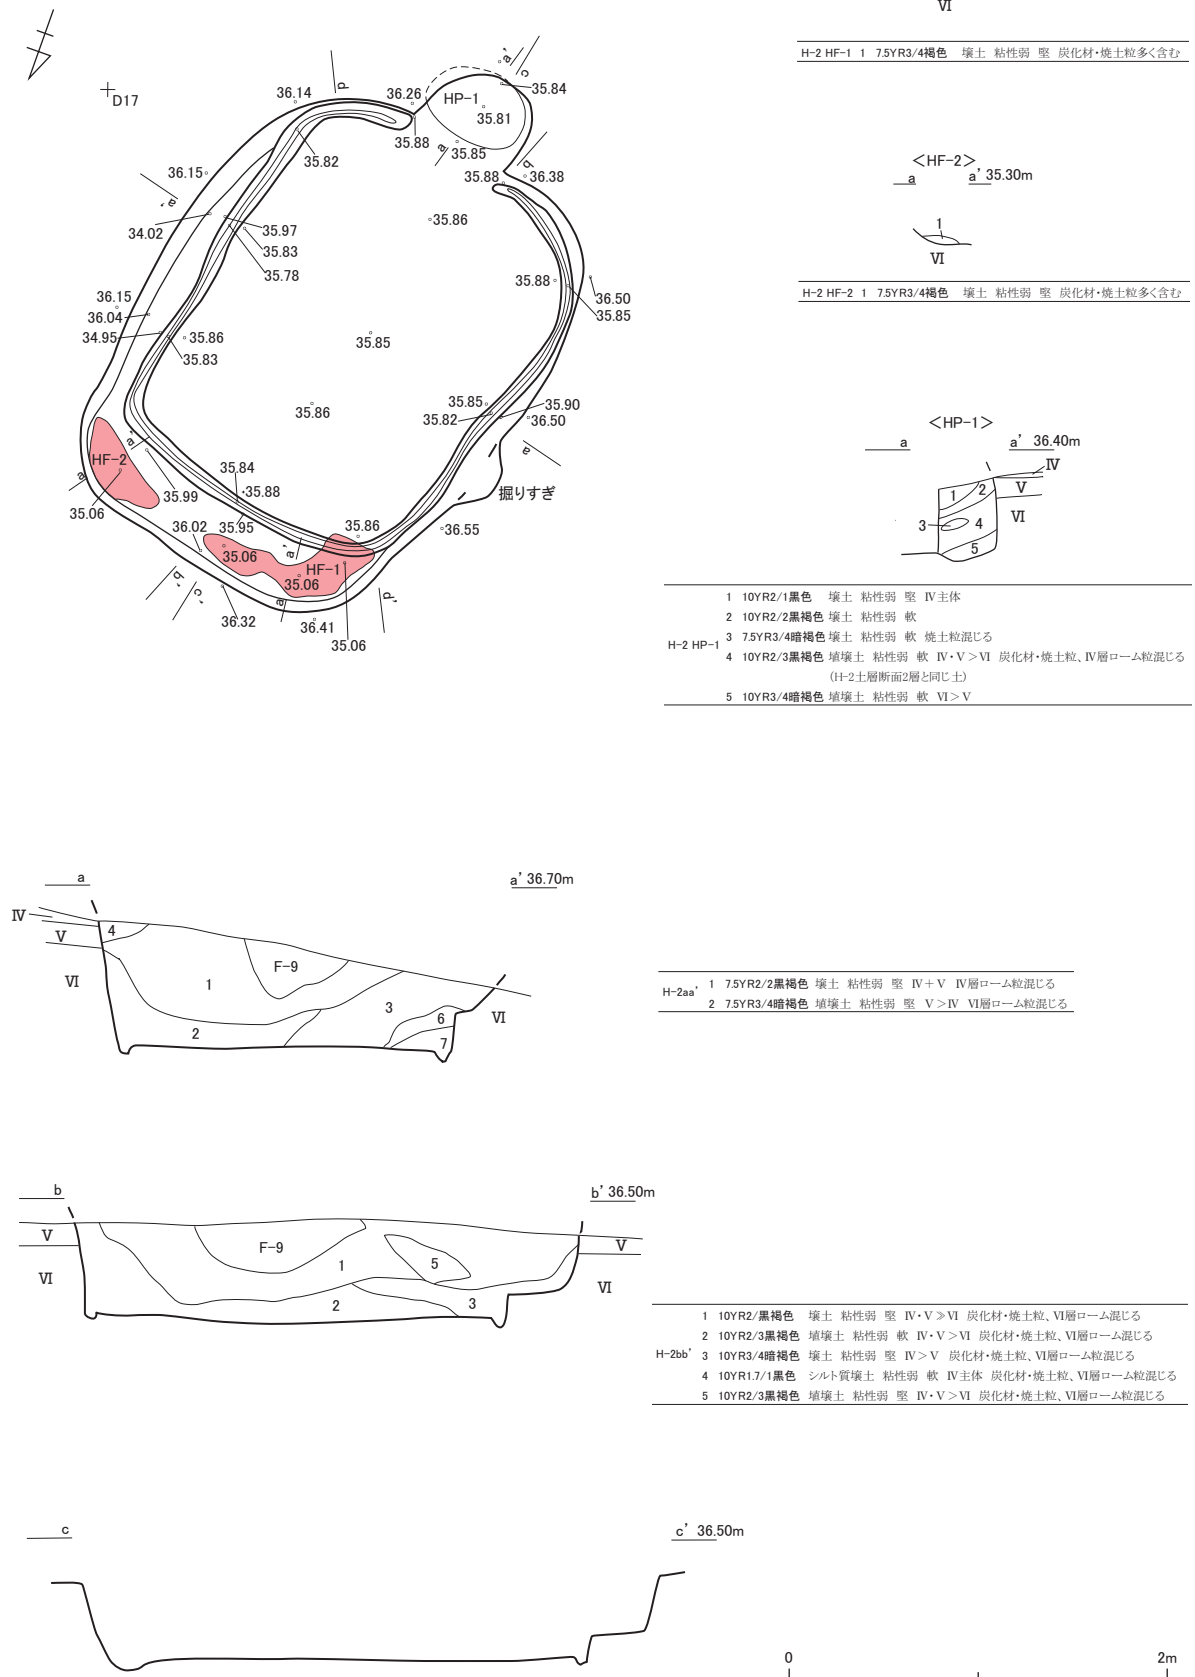 VI
H-2 HF-1 1 7.5YR3/4褐色 壌土 粘性弱 堅 炭化材・焼土粒多く含む
D17
36.14
d
36.26
HP-1
a'
c
35.84
35.81
35.88
35.85
a
b
35.82
36.15
a'
35.88
36.38
34.02
35.97
35.83
35.78
35.86
35.88
36.50
35.85
36.15
36.04
34.95
35.86
35.83
35.85
35.86
35.85
35.82
35.90
36.50
a
掘りすぎ
HF-2
a'
a
35.06
35.99
35.84
35.88
35.95
36.02
35.06
a'
HF-1
35.06
35.86
36.55
b'
c'
36.32
a
36.41
35.06
d'
<HF-2>
a a' 35.30m
1
VI
H-2 HF-2 1 7.5YR3/4褐色 壌土 粘性弱 堅 炭化材・焼土粒多く含む
<HP-1>
a a' 36.40m
IV
V
VI
1
2
3
4
5
H-2 HP-1
1 10YR2/1黒色 壌土 粘性弱 堅 IV主体
2 10YR2/2黒褐色 壌土 粘性弱 軟
3 7.5YR3/4暗褐色 壌土 粘性弱 軟 焼土粒混じる
4 10YR2/3黒褐色 埴壌土 粘性弱 軟 IV・V>VI 炭化材・焼土粒、IV層ローム粒混じる
(H-2土層断面2層と同じ土)
5 10YR3/4暗褐色 埴壌土 粘性弱 軟 VI>V
a a' 36.70m
IV
V
VI
4
F-9
1
3
2
6
7
VI
H-2aa'
1 7.5YR2/2黒褐色 壌土 粘性弱 堅 IV+V IV層ローム粒混じる
2 7.5YR3/4暗褐色 埴壌土 粘性弱 堅 V>IV VI層ローム粒混じる
b b' 36.50m
V
VI
F-9
1
5
2
3
V
VI
H-2bb'
1 10YR2/黒褐色 壌土 粘性弱 堅 IV・V≫VI 炭化材・焼土粒、VI層ローム混じる
2 10YR2/3黒褐色 埴壌土 粘性弱 軟 IV・V>VI 炭化材・焼土粒、VI層ローム混じる
3 10YR3/4暗褐色 壌土 粘性弱 堅 IV>V 炭化材・焼土粒、VI層ローム粒混じる
4 10YR1.7/1黒色 シルト質壌土 粘性弱 軟 IV主体 炭化材・焼土粒、VI層ローム粒混じる
5 10YR2/3黒褐色 埴壌土 粘性弱 堅 IV・V>VI 炭化材・焼土粒、VI層ローム粒混じる
c c' 36.50m
0 2m